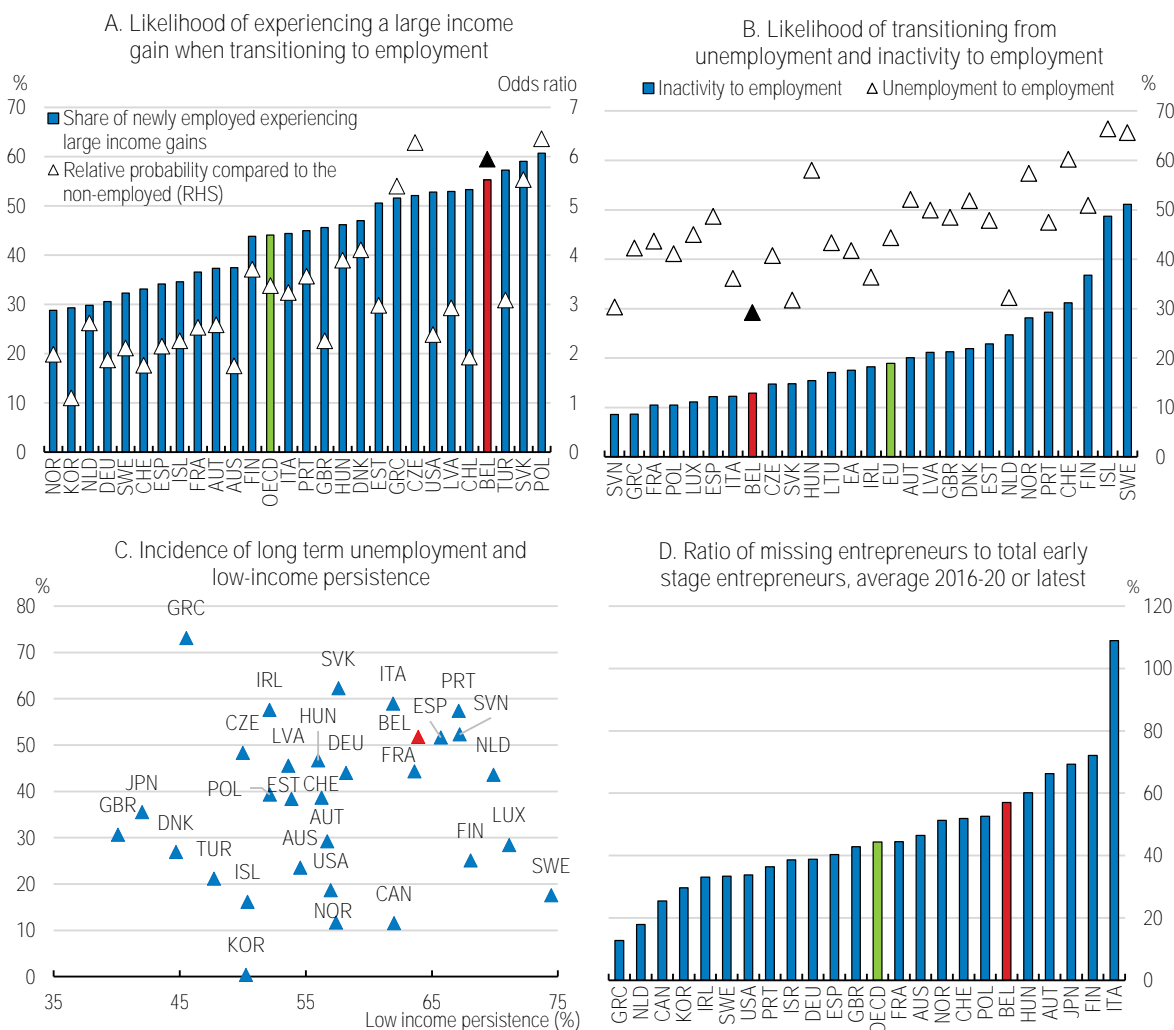 A. Likelihood of experiencing a large income
gain when transitioning to employment
%
Odds ratio
70
60
50
40
30
20
10
0
7
6
5
4
3
2
1
0
Share of newly employed experiencing
large income gains
Relative probability compared to the
non-employed (RHS)
NOR
KOR
NLD
DEU
SWE
CHE
ESP
ISL
FRA
AUT
AUS
FIN
OECD
ITA
PRT
GBR
HUN
DNK
EST
GRC
CZE
USA
LVA
CHL
BEL
TUR
SVK
POL
B. Likelihood of transitioning from
unemployment and inactivity to employment
Inactivity to employment
Unemployment to employment
%
70
60
50
40
30
20
10
0
SVN
GRC
FRA
POL
LUX
ESP
ITA
BEL
CZE
SVK
HUN
LTU
EA
IRL
EU
AUT
LVA
GBR
DNK
EST
NLD
NOR
PRT
CHE
FIN
ISL
SWE
C. Incidence of long term unemployment and
low-income persistence
%
80
70
60
50
40
30
20
10
0
GRC
SVK
IRL
ITA
PRT
CZE
HUN
BEL
ESP
SVN
LVA
DEU
FRA
NLD
JPN
POL
EST
CHE
GBR
DNK
AUT
AUS
FIN
LUX
TUR
ISL
USA
CAN
SWE
NOR
KOR
35
45
55
65
75
Low income persistence (%)
D. Ratio of missing entrepreneurs to total early
stage entrepreneurs, average 2016-20 or latest
%
120
100
80
60
40
20
0
GRC
NLD
CAN
KOR
IRL
SWE
USA
PRT
ISR
DEU
ESP
GBR
OECD
FRA
AUS
NOR
CHE
POL
BEL
HUN
AUT
JPN
FIN
ITA